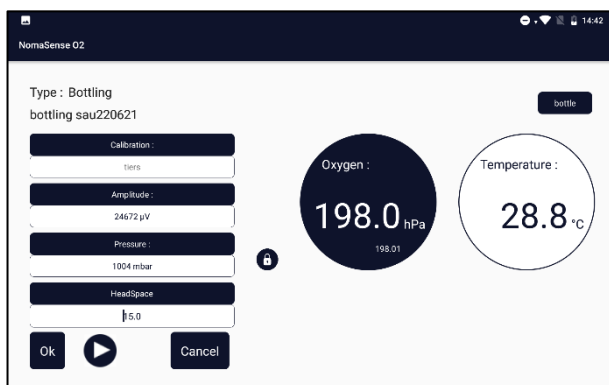 14:42
NomaSense O2
Type : Bottling
bottling sau220621
bottle
Calibration :
tiers
Amplitude :
24672 µV
Pressure :
1004 mbar
HeadSpace
15.0
Ok
Cancel
Oxygen :
198.0 hPa
198.01
Temperature :
28.8 °C